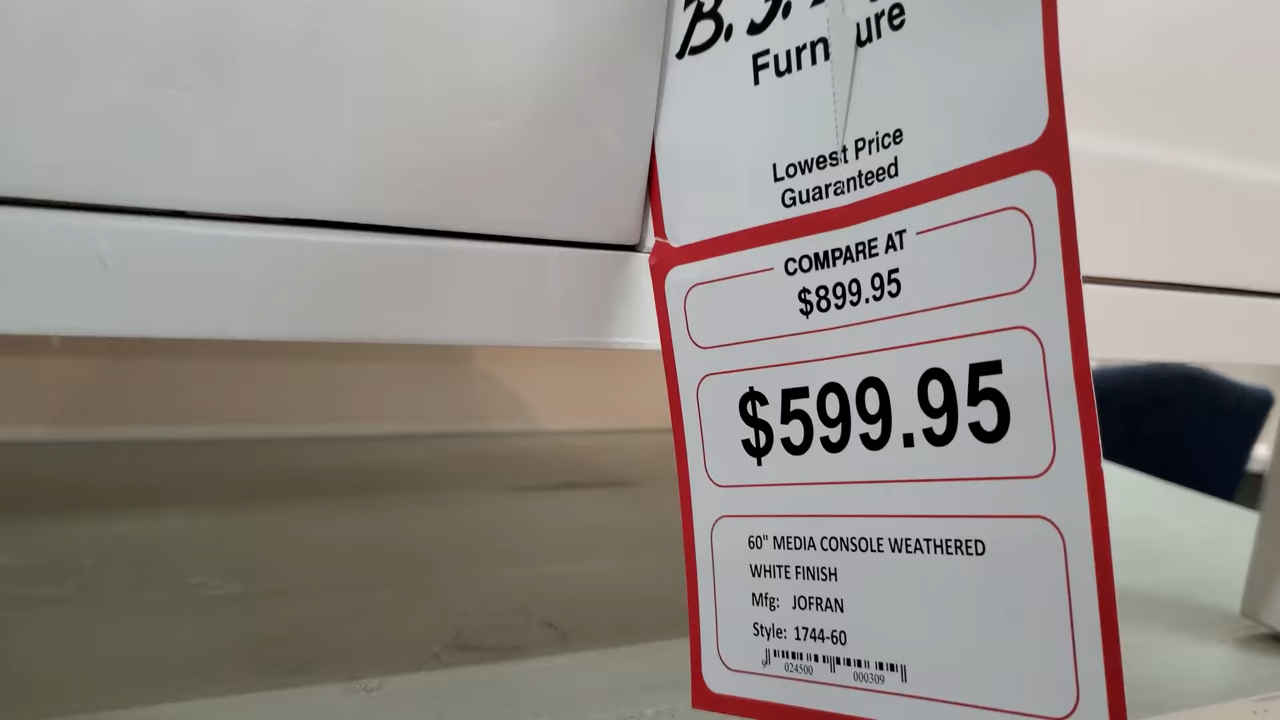 B. J.
Furn ure
Lowest Price
Guaranteed
COMPARE AT
$899.95
$599.95
60" MEDIA CONSOLE WEATHERED
WHITE FINISH
Mfg: JOFRAN
Style: 1744-60
9 024500 000309